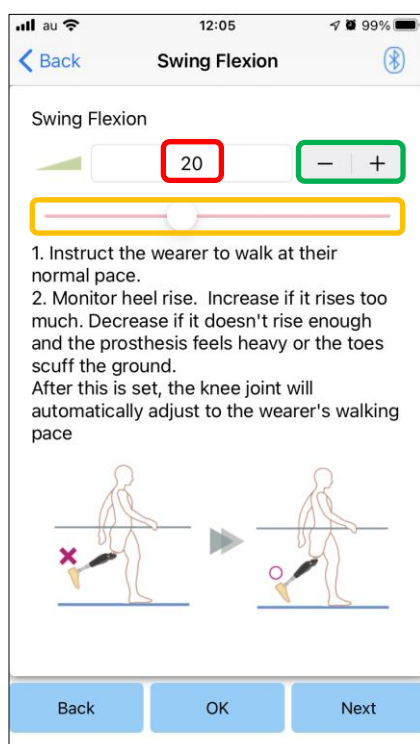 au 12:05 99%
Back Swing Flexion
Swing Flexion
20 − +
1. Instruct the wearer to walk at their
normal pace.
2. Monitor heel rise.  Increase if it rises too
much. Decrease if it doesn't rise enough
and the prosthesis feels heavy or the toes
scuff the ground.
After this is set, the knee joint will
automatically adjust to the wearer's walking
pace
Back OK Next